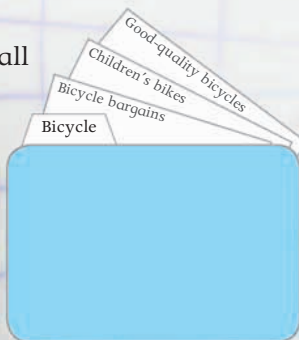 all
Good-quality bicycles
Children's bikes
Bicycle bargains
Bicycle